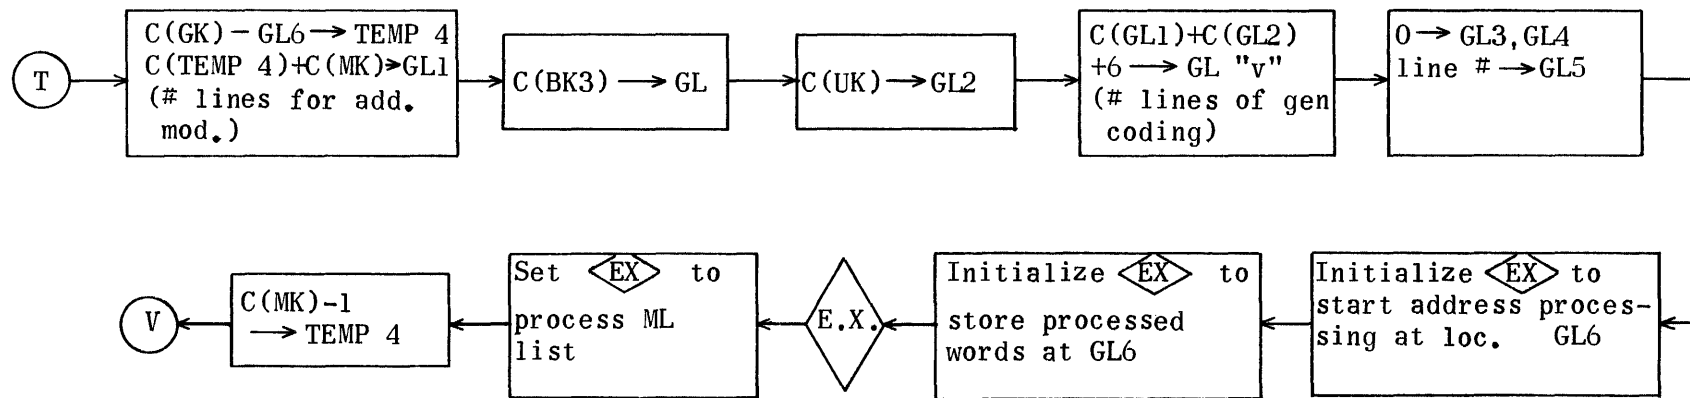 T
C(GK) - GL6 → TEMP 4
C(TEMP 4)+C(MK)→GL1
(# lines for add.
mod.)
C(BK3) → GL
C(UK) → GL2
C(GL1)+C(GL2)
+6 → GL "v"
(# lines of gen
coding)
0 → GL3,GL4
line # → GL5
Initialize EX to
start address proces-
sing at loc. GL6
Initialize EX to
store processed
words at GL6
E.X.
Set EX to
process ML
list
C(MK)-1
→ TEMP 4
V